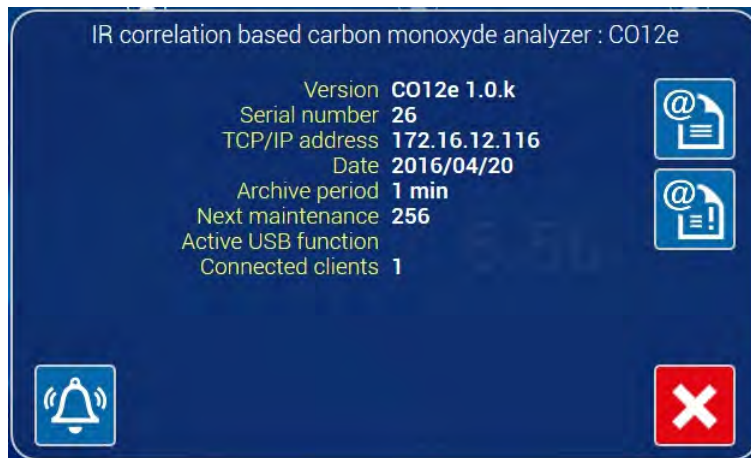 IR correlation based carbon monoxyde analyzer : CO12e
Version CO12e 1.0.k
Serial number 26
TCP/IP address 172.16.12.116
Date 2016/04/20
Archive period 1 min
Next maintenance 256
Active USB function
Connected clients 1
@
@
!